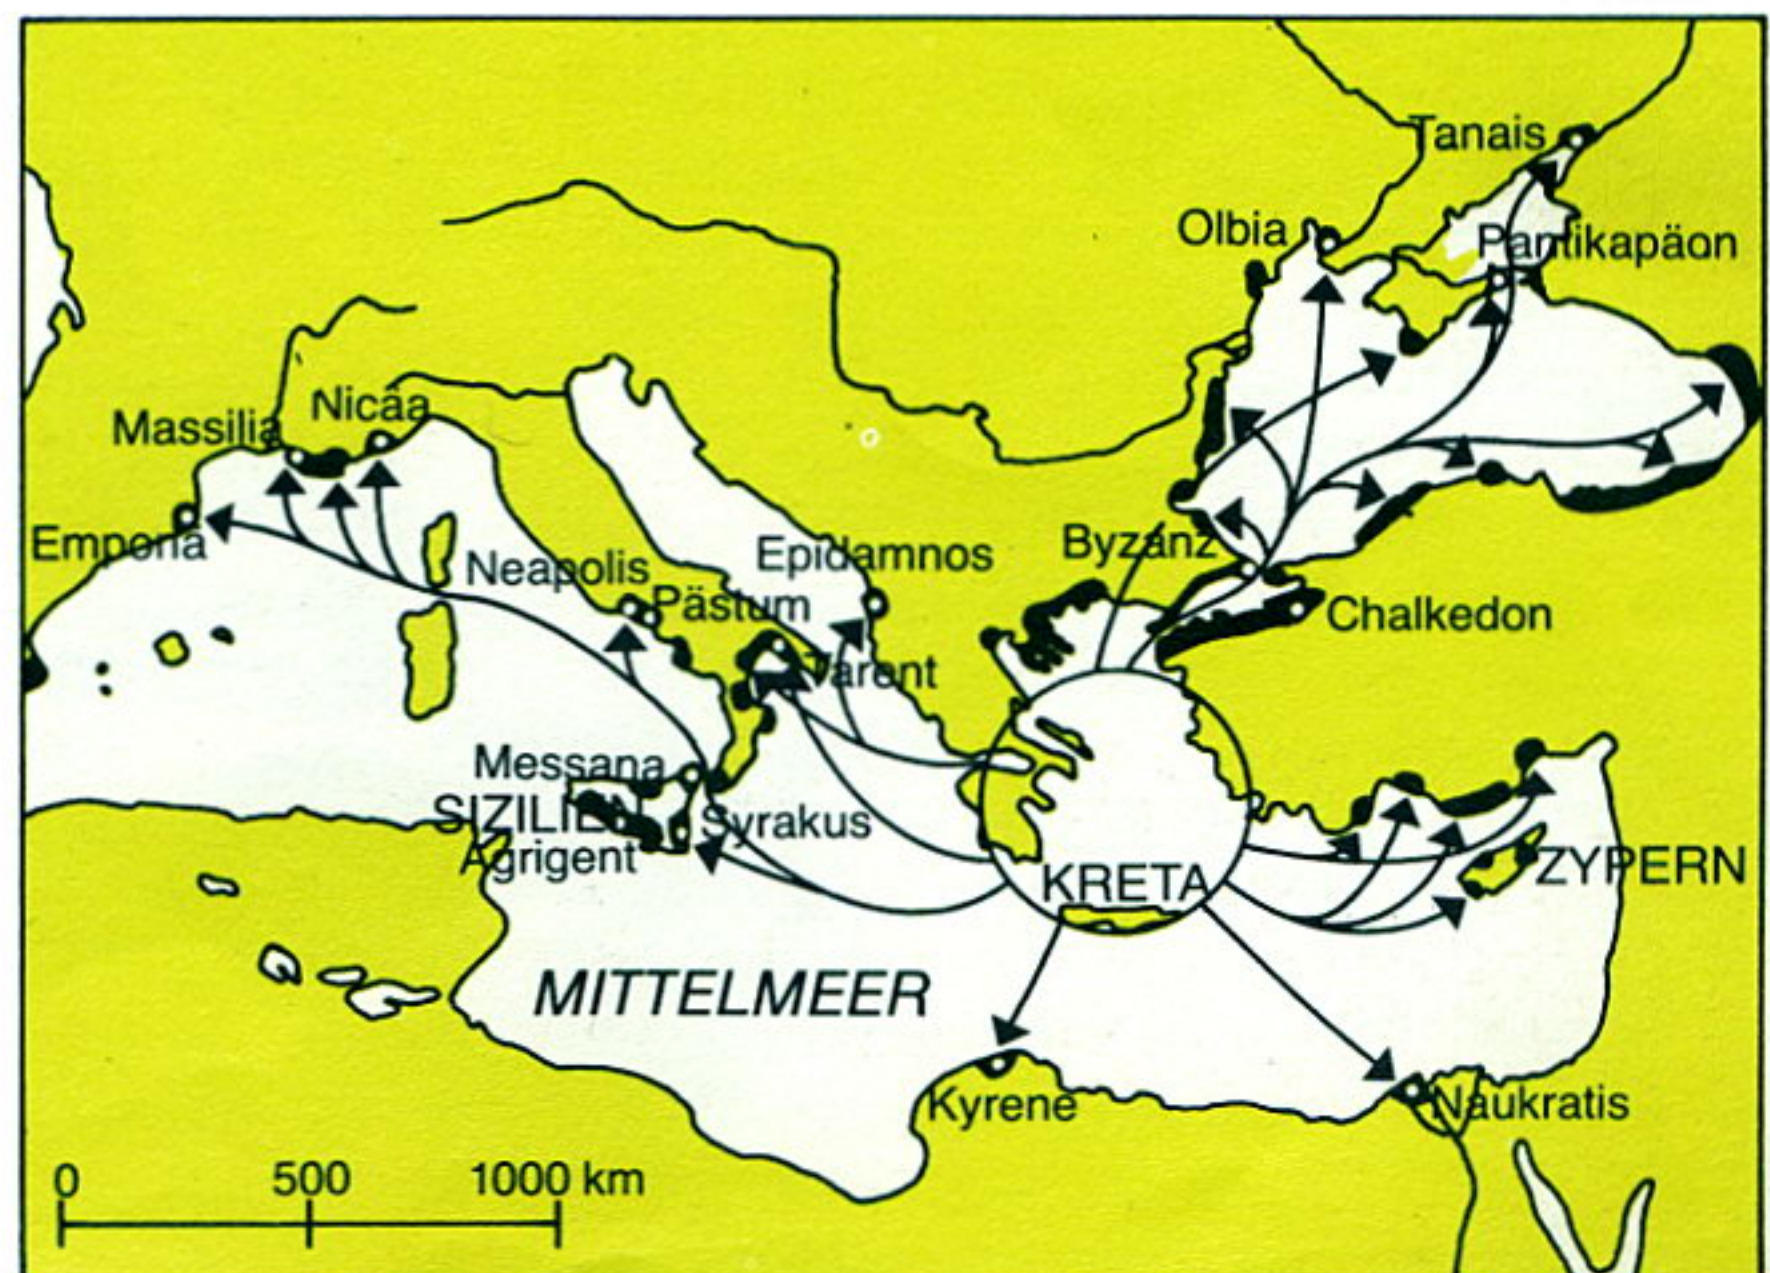 Tanais
Olbia
Pantikapäon
Nicäa
Massilia
Emporiä
Neapolis
Epidamnos
Byzanz
Pästum
Chalkedon
Tarent
Messana
SIZILIEN
Syrakus
Agrigent
KRETA
ZYPERN
MITTELMEER
Kyrene
Naukratis
0 500 1000 km